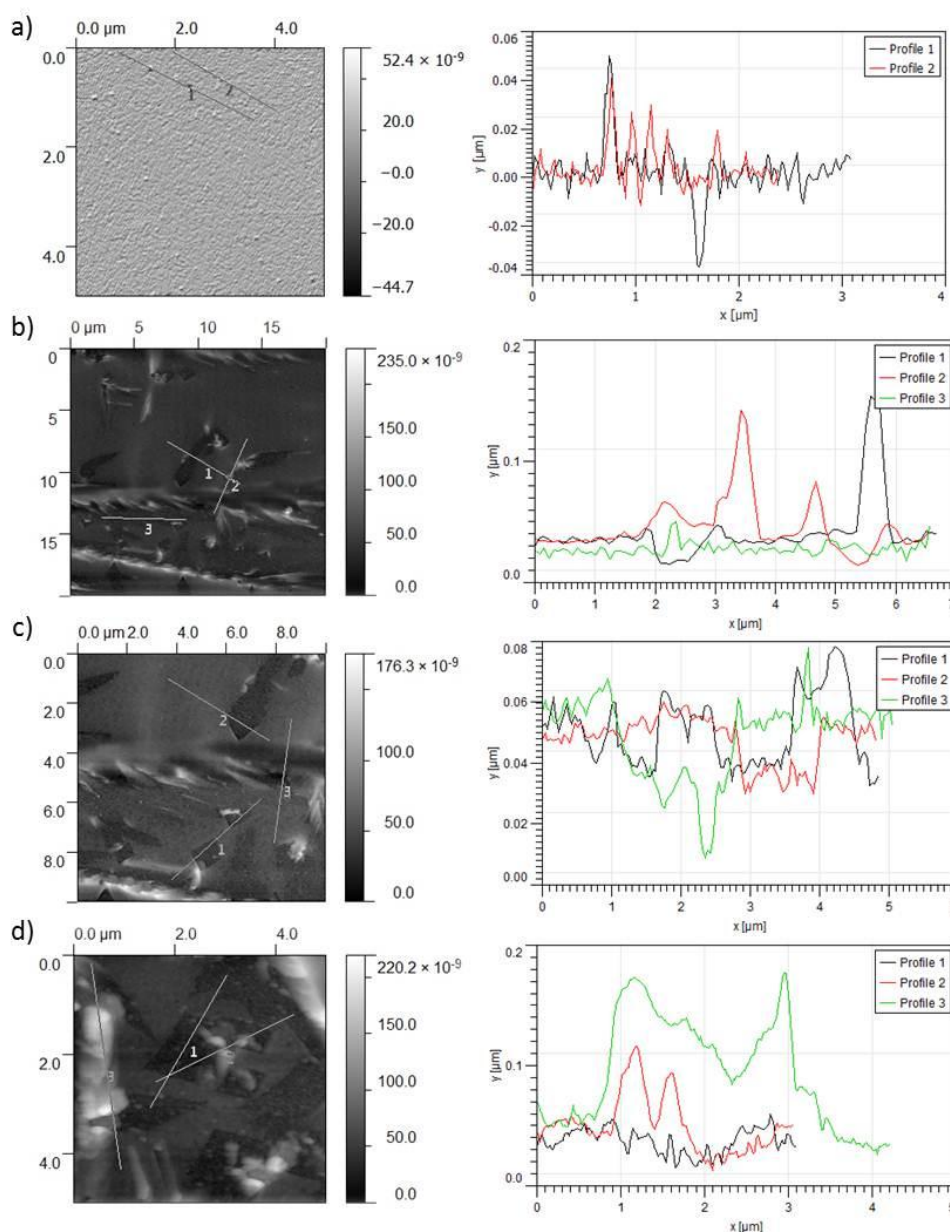 a)
0.0 µm 2.0 4.0
0.0
2.0
4.0
52.4 × 10⁻⁹
20.0
−0.0
−20.0
−44.7
1
2
0.06
0.04
0.02
0.00
-0.02
-0.04
y [µm]
Profile 1
Profile 2
0 1 2 3 4
x [µm]
b)
0 µm 5 10 15
0
5
10
15
235.0 × 10⁻⁹
150.0
100.0
50.0
0.0
1
2
3
0.2
0.1
0.0
y [µm]
Profile 1
Profile 2
Profile 3
0 1 2 3 4 5 6
x [µm]
c)
0.0 µm 2.0 4.0 6.0 8.0
0.0
2.0
4.0
6.0
8.0
176.3 × 10⁻⁹
100.0
50.0
0.0
2
3
1
0.08
0.06
0.04
0.02
0.00
y [µm]
Profile 1
Profile 2
Profile 3
0 1 2 3 4 5
x [µm]
d)
0.0 µm 2.0 4.0
0.0
2.0
4.0
220.2 × 10⁻⁹
150.0
100.0
50.0
0.0
1
3
0.2
0.1
0.0
y [µm]
Profile 1
Profile 2
Profile 3
0 1 2 3 4
x [µm]